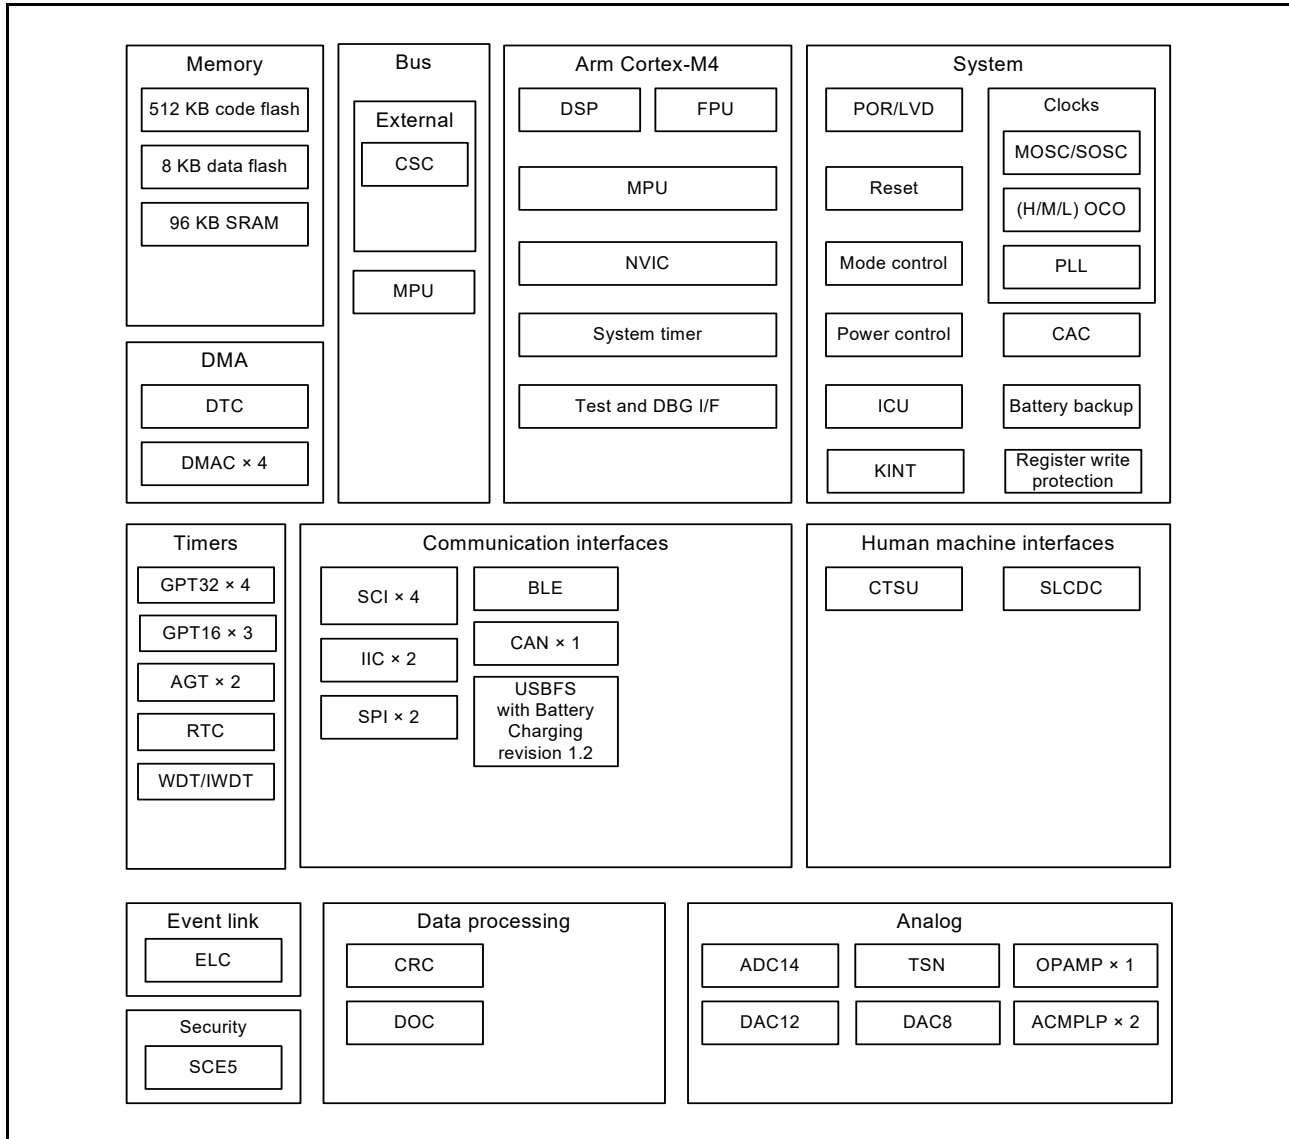 Memory
512 KB code flash
8 KB data flash
96 KB SRAM
DMA
DTC
DMAC × 4
Bus
External
CSC
MPU
Arm Cortex-M4
DSP
FPU
MPU
NVIC
System timer
Test and DBG I/F
System
POR/LVD
Reset
Mode control
Power control
ICU
KINT
Clocks
MOSC/SOSC
(H/M/L) OCO
PLL
CAC
Battery backup
Register write
protection
Timers
GPT32 × 4
GPT16 × 3
AGT × 2
RTC
WDT/IWDT
Communication interfaces
SCI × 4
IIC × 2
SPI × 2
BLE
CAN × 1
USBFS
with Battery
Charging
revision 1.2
Human machine interfaces
CTSU
SLCDC
Event link
ELC
Security
SCE5
Data processing
CRC
DOC
Analog
ADC14
TSN
OPAMP × 1
DAC12
DAC8
ACMPLP × 2